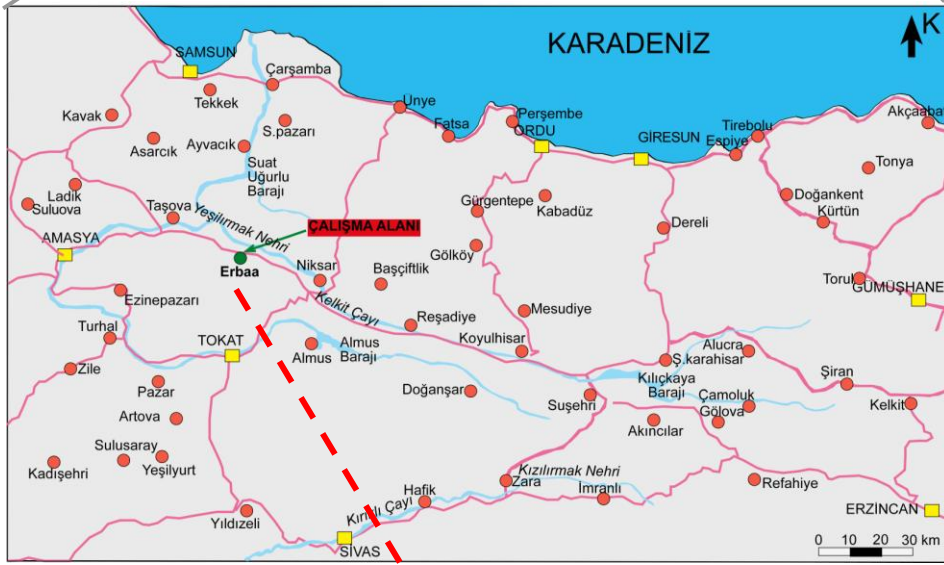 KARADENİZ
K
SAMSUN
Çarşamba
Tekkek
Kavak
Ünye
Perşembe
ORDU
Fatsa
S.pazarı
Asarcık
Ayvacık
GİRESUN
Tirebolu
Espiye
Akçaabat
Tonya
Suat
Uğurlu
Barajı
Ladik
Suluova
Taşova
Yeşilırmak Nehri
ÇALIŞMA ALANI
Gürgentepe
Kabadüz
Doğankent
Kürtün
Dereli
AMASYA
Erbaa
Niksar
Başçiftlik
Gölköy
Torul
GÜMÜŞHANE
Ezinepazarı
Kelkit Çayı
Reşadiye
Mesudiye
Turhal
TOKAT
Almus
Almus
Barajı
Koyulhisar
Alucra
Ş.karahisar
Zile
Pazar
Doğanşar
Suşehri
Kılıçkaya
Barajı
Çamoluk
Gölova
Şiran
Kelkit
Artova
Akıncılar
Sulusaray
Yeşilyurt
Kadışehri
Kızılırmak Nehri
Zara
İmranlı
Refahiye
Hafik
Yıldızeli
SİVAS
ERZİNCAN
0 10 20 30 km